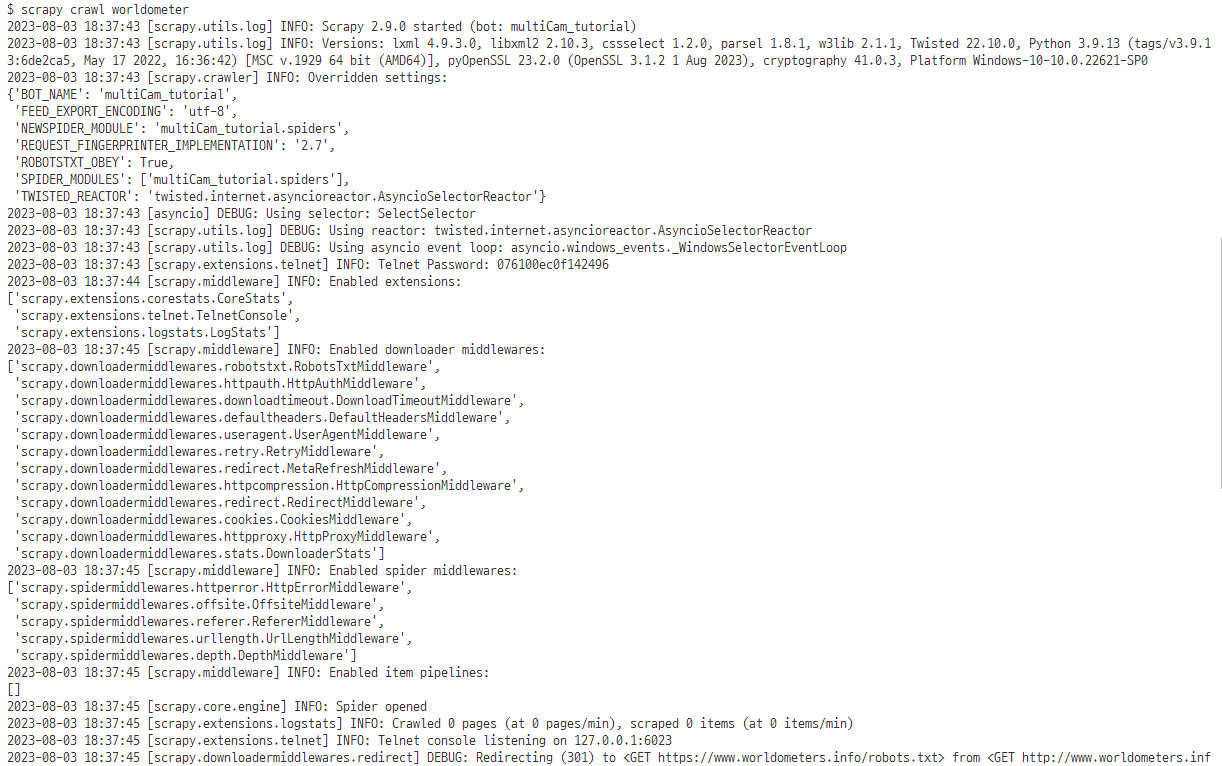 $ scrapy crawl worldometer
2023-08-03 18:37:43 [scrapy.utils.log] INFO: Scrapy 2.9.0 started (bot: multiCam_tutorial)
2023-08-03 18:37:43 [scrapy.utils.log] INFO: Versions: lxml 4.9.3.0, libxml2 2.10.3, cssselect 1.2.0, parsel 1.8.1, w3lib 2.1.1, Twisted 22.10.0, Python 3.9.13 (tags/v3.9.1
3:6de2ca5, May 17 2022, 16:36:42) [MSC v.1929 64 bit (AMD64)], pyOpenSSL 23.2.0 (OpenSSL 3.1.2 1 Aug 2023), cryptography 41.0.3, Platform Windows-10-10.0.22621-SP0
2023-08-03 18:37:43 [scrapy.crawler] INFO: Overridden settings:
{'BOT_NAME': 'multiCam_tutorial',
 'FEED_EXPORT_ENCODING': 'utf-8',
 'NEWSPIDER_MODULE': 'multiCam_tutorial.spiders',
 'REQUEST_FINGERPRINTER_IMPLEMENTATION': '2.7',
 'ROBOTSTXT_OBEY': True,
 'SPIDER_MODULES': ['multiCam_tutorial.spiders'],
 'TWISTED_REACTOR': 'twisted.internet.asyncioreactor.AsyncioSelectorReactor'}
2023-08-03 18:37:43 [asyncio] DEBUG: Using selector: SelectSelector
2023-08-03 18:37:43 [scrapy.utils.log] DEBUG: Using reactor: twisted.internet.asyncioreactor.AsyncioSelectorReactor
2023-08-03 18:37:43 [scrapy.utils.log] DEBUG: Using asyncio event loop: asyncio.windows_events._WindowsSelectorEventLoop
2023-08-03 18:37:43 [scrapy.extensions.telnet] INFO: Telnet Password: 076100ec0f142496
2023-08-03 18:37:44 [scrapy.middleware] INFO: Enabled extensions:
['scrapy.extensions.corestats.CoreStats',
 'scrapy.extensions.telnet.TelnetConsole',
 'scrapy.extensions.logstats.LogStats']
2023-08-03 18:37:45 [scrapy.middleware] INFO: Enabled downloader middlewares:
['scrapy.downloadermiddlewares.robotstxt.RobotsTxtMiddleware',
 'scrapy.downloadermiddlewares.httpauth.HttpAuthMiddleware',
 'scrapy.downloadermiddlewares.downloadtimeout.DownloadTimeoutMiddleware',
 'scrapy.downloadermiddlewares.defaultheaders.DefaultHeadersMiddleware',
 'scrapy.downloadermiddlewares.useragent.UserAgentMiddleware',
 'scrapy.downloadermiddlewares.retry.RetryMiddleware',
 'scrapy.downloadermiddlewares.redirect.MetaRefreshMiddleware',
 'scrapy.downloadermiddlewares.httpcompression.HttpCompressionMiddleware',
 'scrapy.downloadermiddlewares.redirect.RedirectMiddleware',
 'scrapy.downloadermiddlewares.cookies.CookiesMiddleware',
 'scrapy.downloadermiddlewares.httpproxy.HttpProxyMiddleware',
 'scrapy.downloadermiddlewares.stats.DownloaderStats']
2023-08-03 18:37:45 [scrapy.middleware] INFO: Enabled spider middlewares:
['scrapy.spidermiddlewares.httperror.HttpErrorMiddleware',
 'scrapy.spidermiddlewares.offsite.OffsiteMiddleware',
 'scrapy.spidermiddlewares.referer.RefererMiddleware',
 'scrapy.spidermiddlewares.urllength.UrlLengthMiddleware',
 'scrapy.spidermiddlewares.depth.DepthMiddleware']
2023-08-03 18:37:45 [scrapy.middleware] INFO: Enabled item pipelines:
[]
2023-08-03 18:37:45 [scrapy.core.engine] INFO: Spider opened
2023-08-03 18:37:45 [scrapy.extensions.logstats] INFO: Crawled 0 pages (at 0 pages/min), scraped 0 items (at 0 items/min)
2023-08-03 18:37:45 [scrapy.extensions.telnet] INFO: Telnet console listening on 127.0.0.1:6023
2023-08-03 18:37:45 [scrapy.downloadermiddlewares.redirect] DEBUG: Redirecting (301) to <GET https://www.worldometers.info/robots.txt> from <GET http://www.worldometers.inf